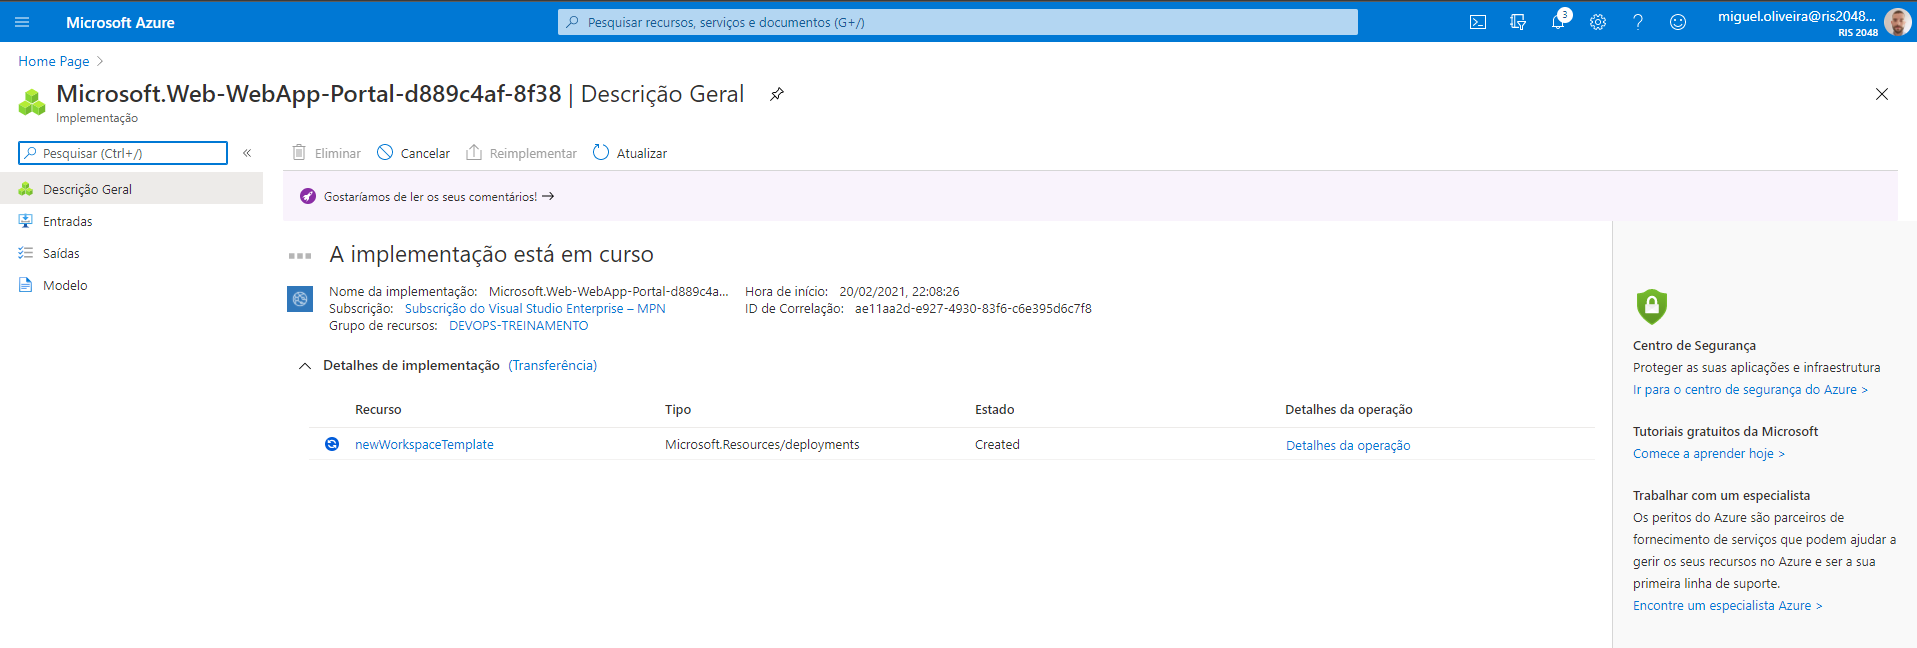 Microsoft Azure
Pesquisar recursos, serviços e documentos (G+/)
3
miguel.oliveira@ris2048...
RIS 2048
Home Page >
Microsoft.Web-WebApp-Portal-d889c4af-8f38 | Descrição Geral
Implementação
Pesquisar (Ctrl+/)
«
Eliminar
Cancelar
Reimplementar
Atualizar
Descrição Geral
Entradas
Saídas
Modelo
Gostaríamos de ler os seus comentários! →
A implementação está em curso
Nome da implementação: Microsoft.Web-WebApp-Portal-d889c4a...
Subscrição: Subscrição do Visual Studio Enterprise – MPN
Grupo de recursos: DEVOPS-TREINAMENTO
Hora de início: 20/02/2021, 22:08:26
ID de Correlação: ae11aa2d-e927-4930-83f6-c6e395d6c7f8
Detalhes de implementação (Transferência)
Recurso Tipo Estado Detalhes da operação
newWorkspaceTemplate Microsoft.Resources/deployments Created Detalhes da operação
Centro de Segurança
Proteger as suas aplicações e infraestrutura
Ir para o centro de segurança do Azure >
Tutoriais gratuitos da Microsoft
Comece a aprender hoje >
Trabalhar com um especialista
Os peritos do Azure são parceiros de
fornecimento de serviços que podem ajudar a
gerir os seus recursos no Azure e ser a sua
primeira linha de suporte.
Encontre um especialista Azure >